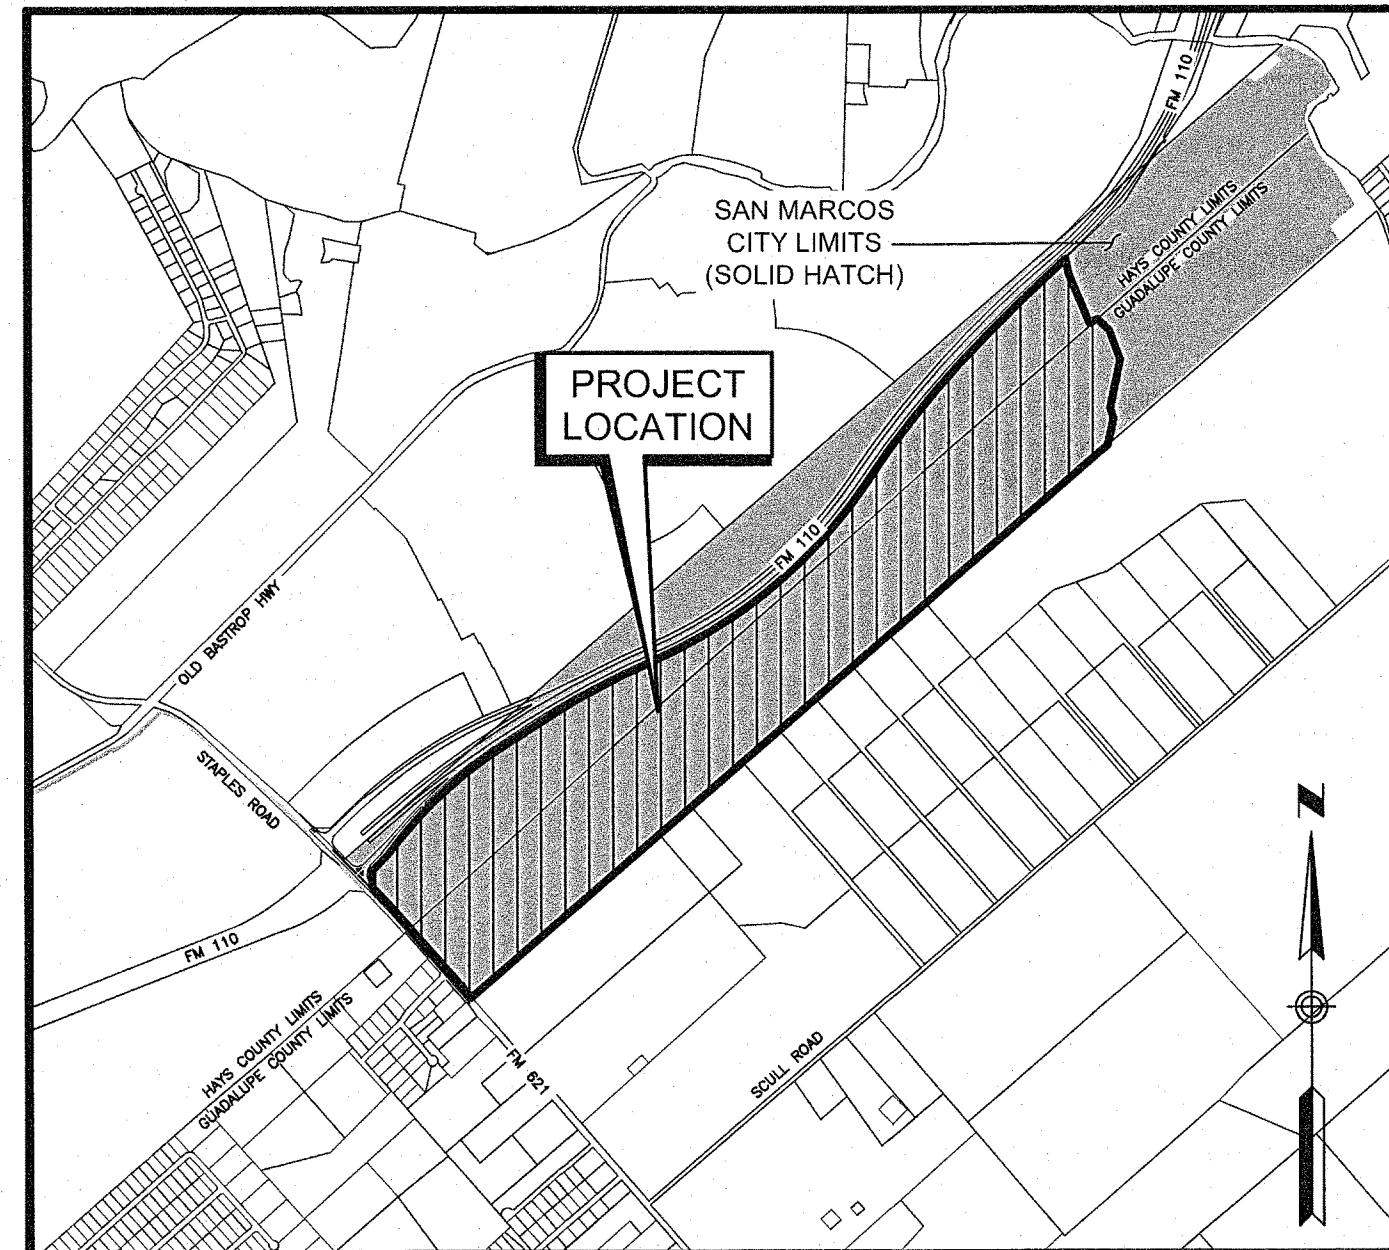 FM 110
SAN MARCOS
CITY LIMITS
(SOLID HATCH)
HAYS COUNTY LIMITS
GUADALUPE COUNTY LIMITS
PROJECT
LOCATION
FM 110
OLD BASTROP HWY
STAPLES ROAD
N
FM 110
HAYS COUNTY LIMITS
GUADALUPE COUNTY LIMITS
FM 621
SCULL ROAD